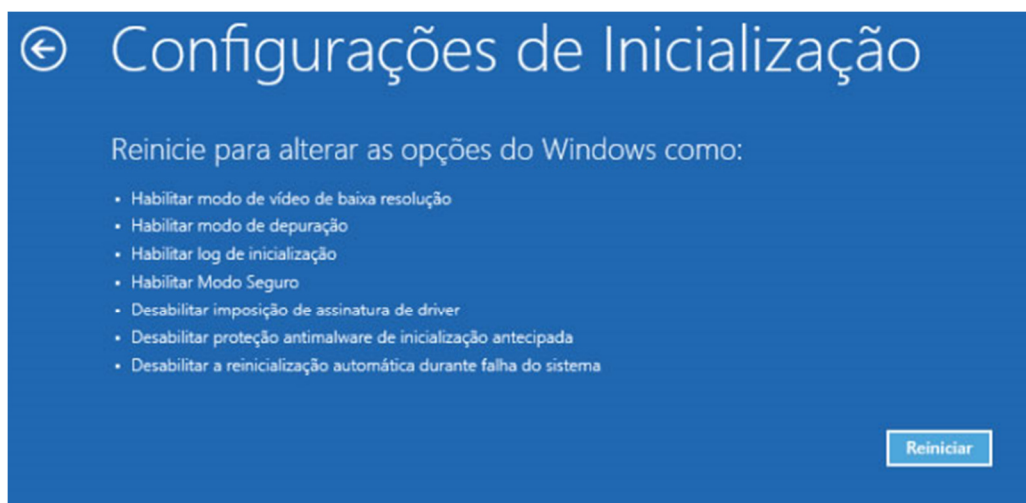 Configurações de Inicialização
Reinicie para alterar as opções do Windows como:
• Habilitar modo de vídeo de baixa resolução
• Habilitar modo de depuração
• Habilitar log de inicialização
• Habilitar Modo Seguro
• Desabilitar imposição de assinatura de driver
• Desabilitar proteção antimalware de inicialização antecipada
• Desabilitar a reinicialização automática durante falha do sistema
Reiniciar